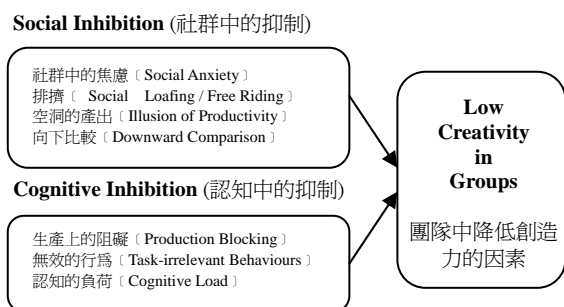 Social Inhibition (社群中的抑制)
社群中的焦慮〔Social Anxiety〕
排擠〔 Social Loafing / Free Riding〕
空洞的產出〔Illusion of Productivity〕
向下比較〔Downward Comparison〕
Cognitive Inhibition (認知中的抑制)
生產上的阻礙〔Production Blocking〕
無效的行爲〔Task-irrelevant Behaviours〕
認知的負荷〔Cognitive Load〕
Low
Creativity
in
Groups
團隊中降低創造
力的因素